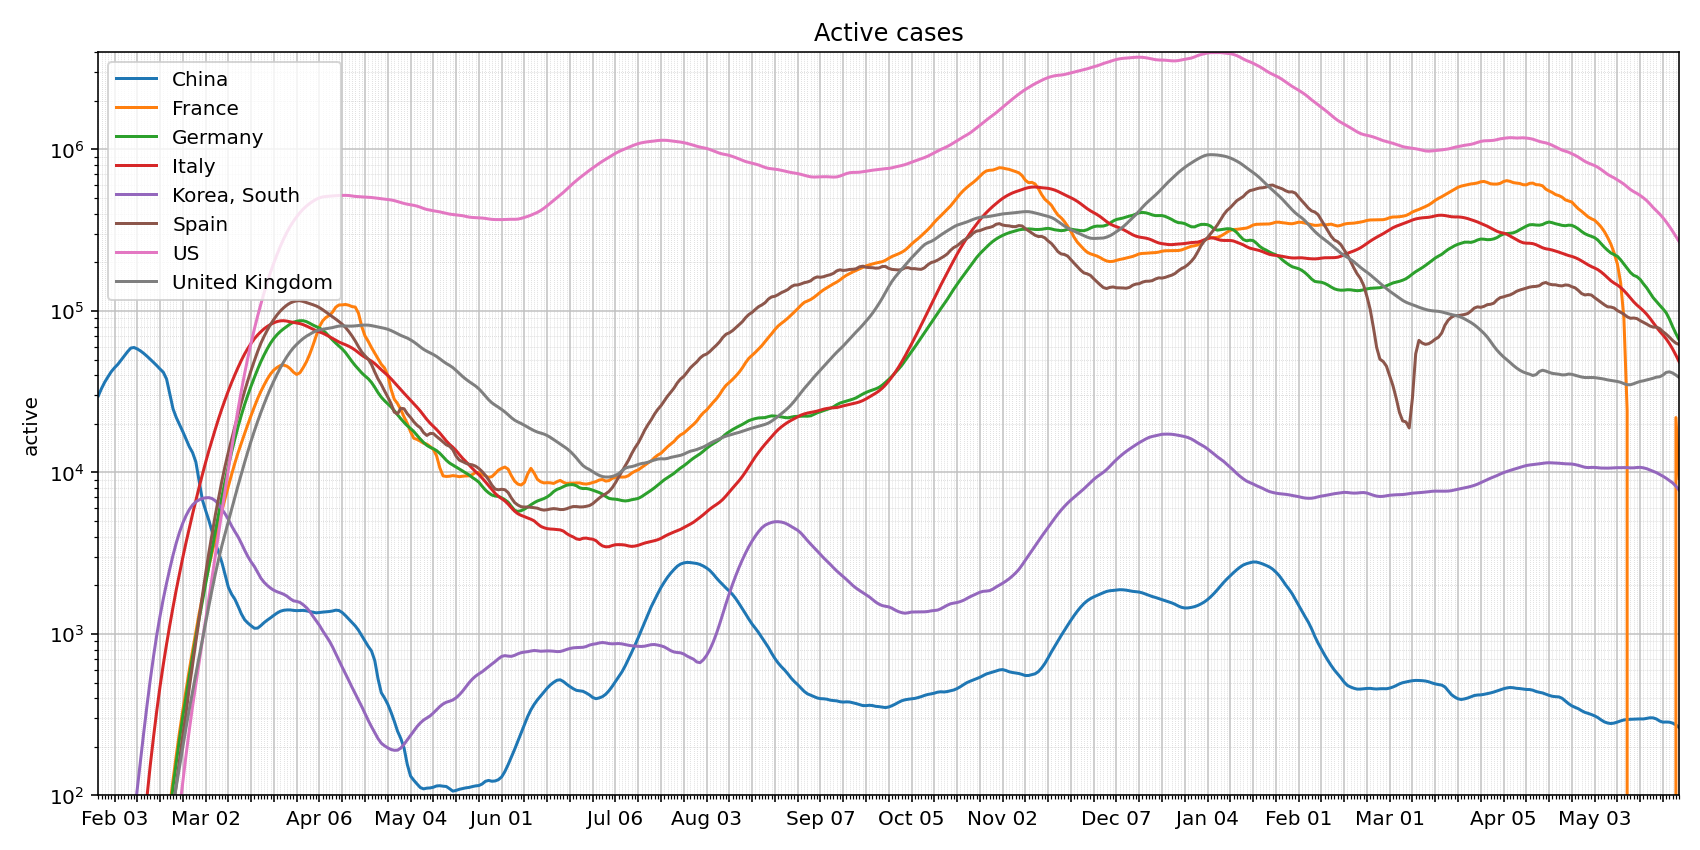 Active cases
China
France
Germany
Italy
Korea, South
Spain
US
United Kingdom
active
10^6
10^5
10^4
10^3
10^2
Feb 03 Mar 02 Apr 06 May 04 Jun 01 Jul 06 Aug 03 Sep 07 Oct 05 Nov 02 Dec 07 Jan 04 Feb 01 Mar 01 Apr 05 May 03